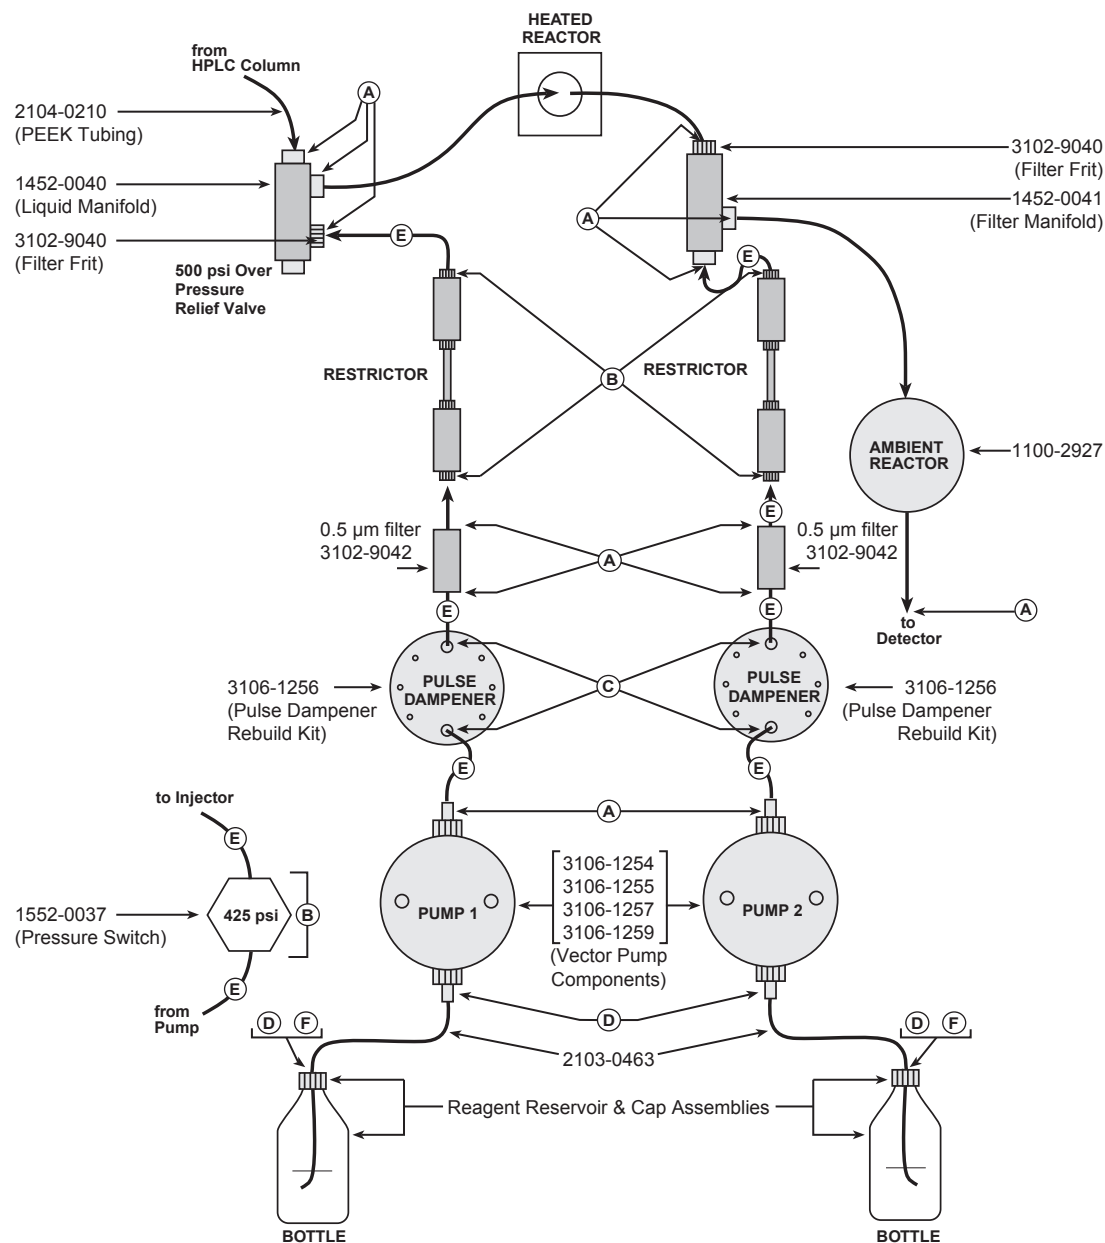 HEATED
REACTOR
from
HPLC Column
A
2104-0210
(PEEK Tubing)
3102-9040
(Filter Frit)
1452-0040
(Liquid Manifold)
1452-0041
(Filter Manifold)
A
3102-9040
(Filter Frit)
E
E
500 psi Over
Pressure
Relief Valve
RESTRICTOR
B
RESTRICTOR
AMBIENT
REACTOR
1100-2927
E
0.5 µm filter
3102-9042
A
0.5 µm filter
3102-9042
E
E
A
to
Detector
PULSE
DAMPENER
C
PULSE
DAMPENER
3106-1256
(Pulse Dampener
Rebuild Kit)
3106-1256
(Pulse Dampener
Rebuild Kit)
E
E
to Injector
A
E
3106-1254
3106-1255
3106-1257
3106-1259
(Vector Pump
Components)
PUMP 1
PUMP 2
1552-0037
(Pressure Switch)
425 psi
B
E
from
Pump
D
F
D
D
F
2103-0463
Reagent Reservoir & Cap Assemblies
BOTTLE
BOTTLE